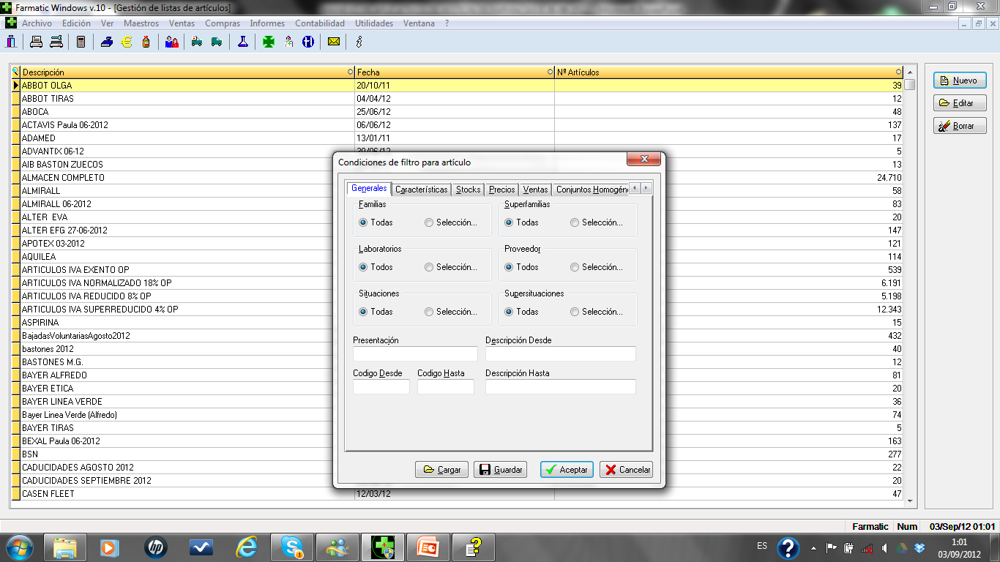 Farmatic Windows v.10 - [Gestión de listas de artículos]
Archivo Edición Ver Maestros Ventas Compras Informes Contabilidad Utilidades Ventana ?
Descripción Fecha Nº Artículos
ABBOT OLGA 20/10/11 39
ABBOT TIRAS 04/04/12 12
ABOCA 25/06/12 48
ACTAVIS Paula 06-2012 06/06/12 137
ADAMED 13/01/11 17
ADVANTIX 06-12 5
AIB BASTON ZUECOS 13
ALMACEN COMPLETO 24.710
ALMIRALL 58
ALMIRALL 06-2012 83
ALTER EVA 20
ALTER EFG 27-06-2012 147
APOTEX 03-2012 121
AQUILEA 114
ARTICULOS IVA EXENTO OP 539
ARTICULOS IVA NORMALIZADO 18% OP 6.191
ARTICULOS IVA REDUCIDO 8% OP 5.198
ARTICULOS IVA SUPERREDUCIDO 4% OP 12.343
ASPIRINA 15
BajadasVoluntariasAgosto2012 432
bastones 2012 40
BASTONES M.G. 12
BAYER ALFREDO 81
BAYER ETICA 20
BAYER LINEA VERDE 36
Bayer Linea Verde (Alfredo) 74
BAYER TIRAS 5
BEXAL Paula 06-2012 163
BSN 277
CADUCIDADES AGOSTO 2012 22
CADUCIDADES SEPTIEMBRE 2012 20
CASEN FLEET 12/03/12 47
Nuevo
Editar
Borrar
Condiciones de filtro para artículo
Generales Características Stocks Precios Ventas Conjuntos Homogén
Familias Superfamilias
Todas Selección... Todas Selección...
Laboratorios Proveedor
Todos Selección... Todos Selección...
Situaciones Supersituaciones
Todas Selección... Todas Selección...
Presentación Descripción Desde
Codigo Desde Codigo Hasta Descripción Hasta
Cargar Guardar Aceptar Cancelar
Farmatic Num 03/Sep/12 01:01
ES 1:01
03/09/2012